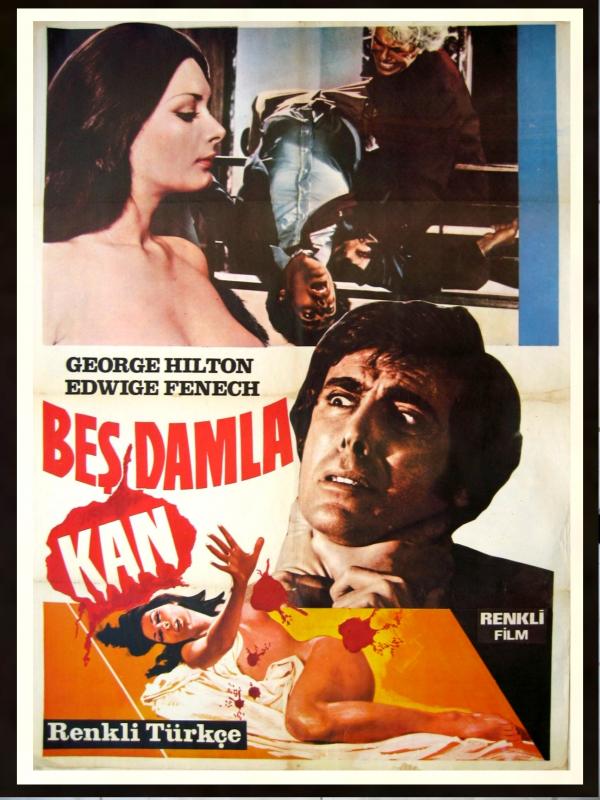 GEORGE HILTON
EDWIGE FENECH
BEŞ DAMLA
KAN
RENKLİ
FİLM
Renkli Türkçe